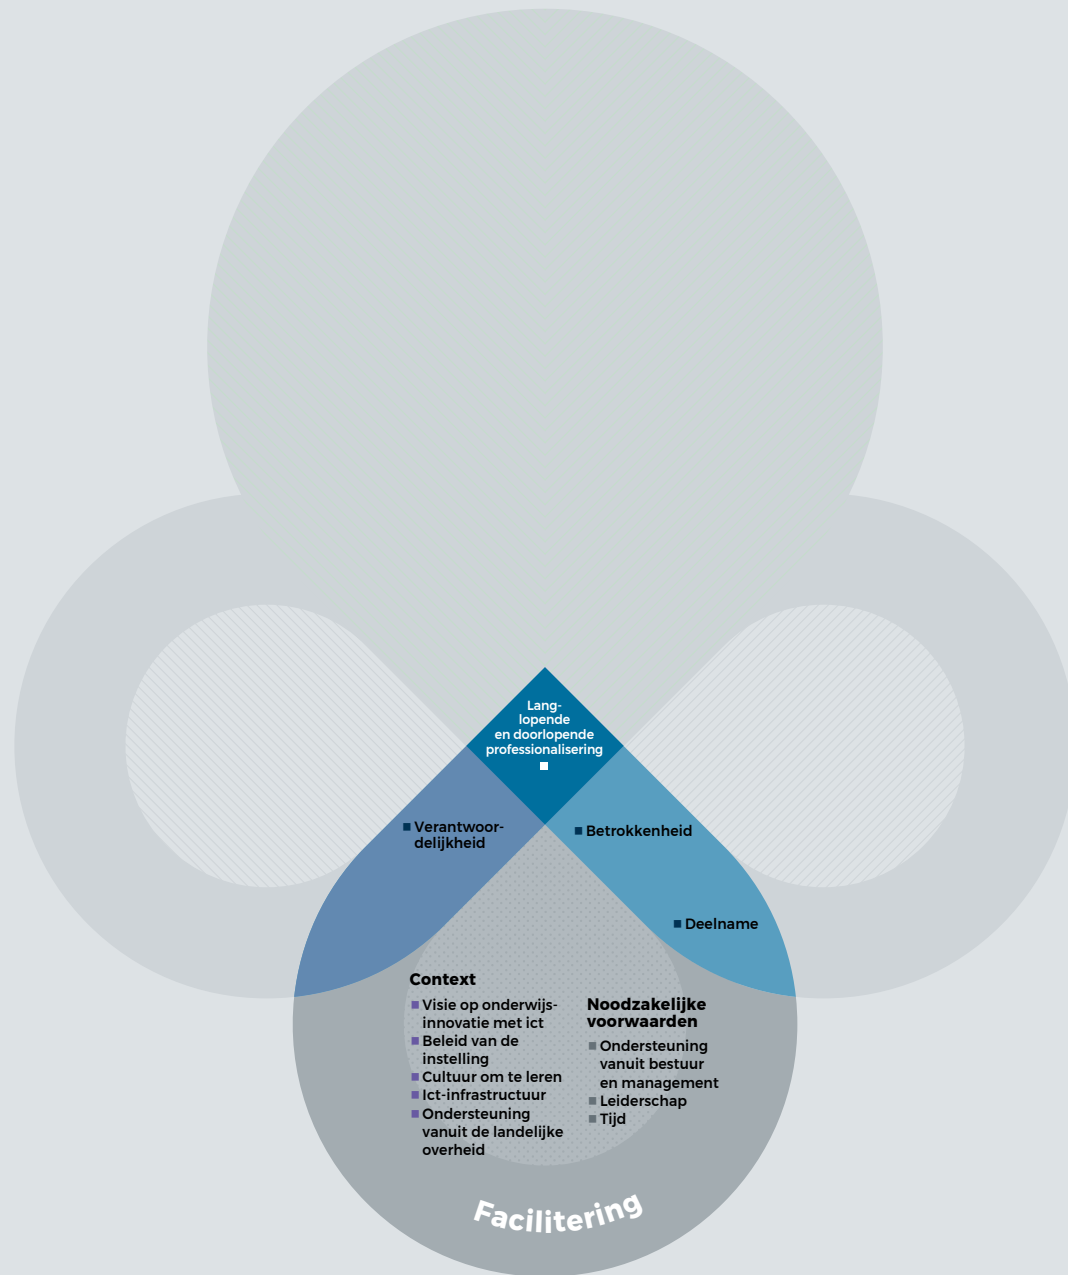 Lang-
lopende
en doorlopende
professionalisering
Verantwoor-
delijkheid
Betrokkenheid
Deelname
Context
Visie op onderwijs-
innovatie met ict
Beleid van de
instelling
Cultuur om te leren
Ict-infrastructuur
Ondersteuning
vanuit de landelijke
overheid
Noodzakelijke
voorwaarden
Ondersteuning
vanuit bestuur
en management
Leiderschap
Tijd
Facilitering